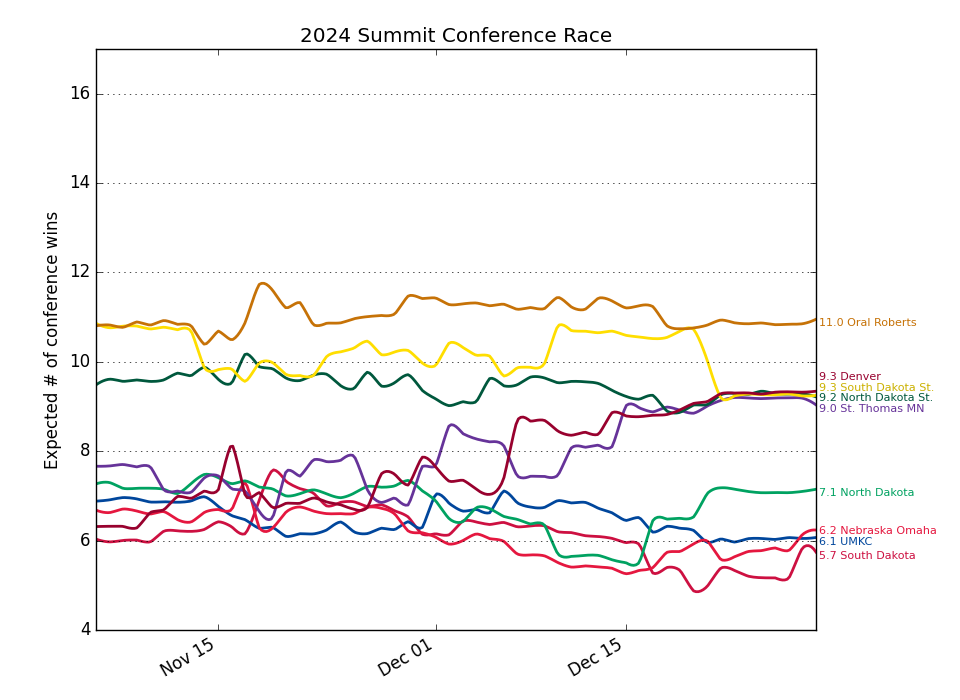 2024 Summit Conference Race
Expected # of conference wins
16
14
12
10
8
6
4
Nov 15
Dec 01
Dec 15
11.0 Oral Roberts
9.3 Denver
9.3 South Dakota St.
9.2 North Dakota St.
9.0 St. Thomas MN
7.1 North Dakota
6.2 Nebraska Omaha
6.1 UMKC
5.7 South Dakota